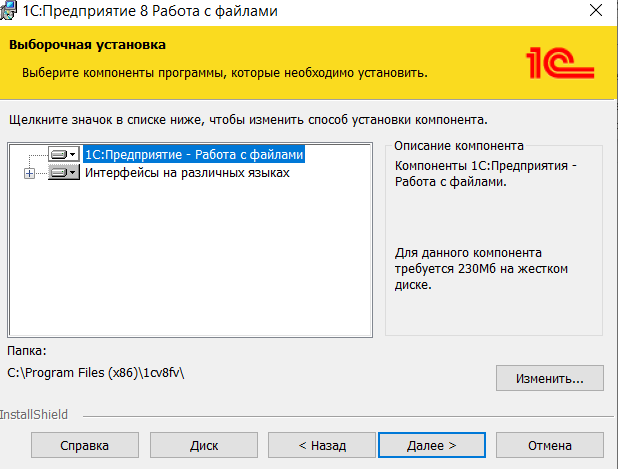 1С:Предприятие 8 Работа с файлами
Выборочная установка
Выберите компоненты программы, которые необходимо установить.
1С
Щелкните значок в списке ниже, чтобы изменить способ установки компонента.
1С:Предприятие - Работа с файлами
Интерфейсы на различных языках
Описание компонента
Компоненты 1С:Предприятия -
Работа с файлами.
Для данного компонента
требуется 230Мб на жестком
диске.
Папка:
C:\Program Files (x86)\1cv8fv\
Изменить...
InstallShield
Справка
Диск
< Назад
Далее >
Отмена